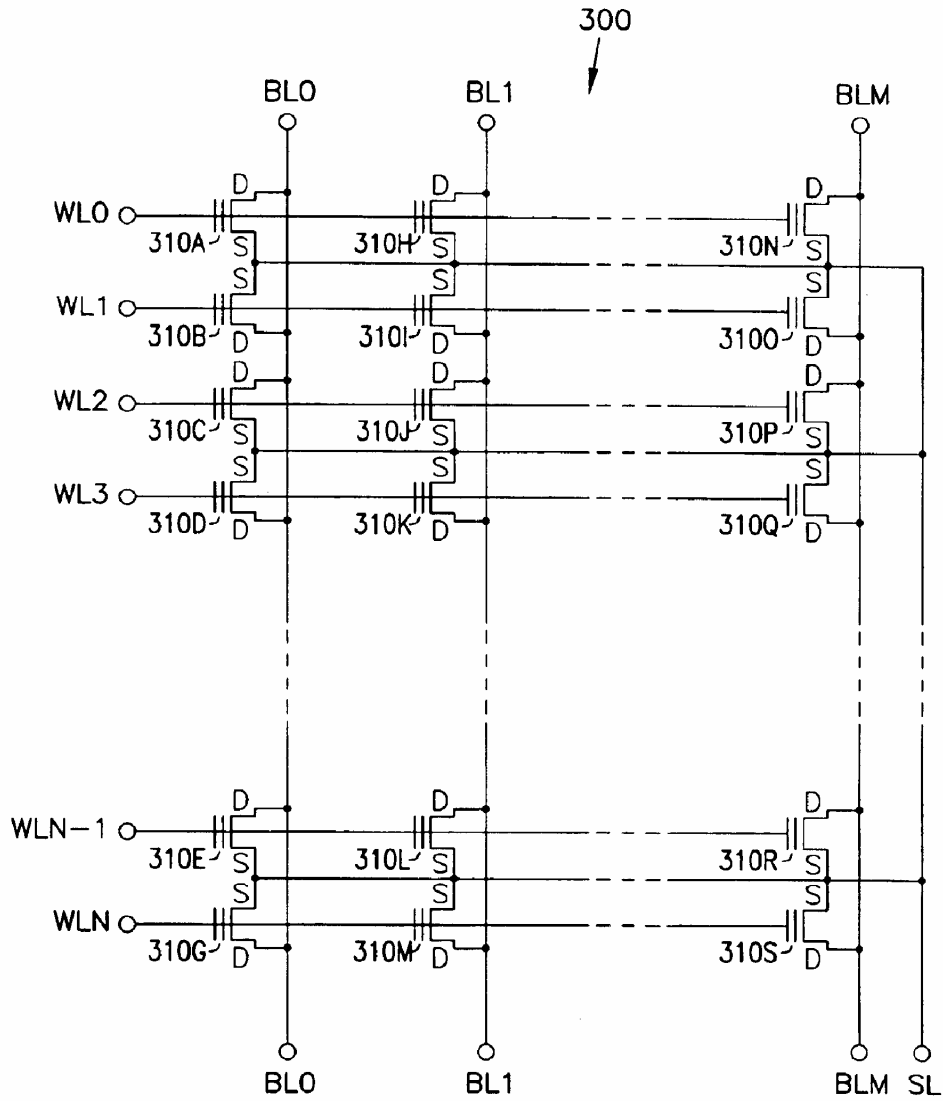 300
BL0 BL1 BLM
D D D
WL0
310A S 310H S 310N S
S S S
WL1
310B D 310I D 310O D
D D D
WL2
310C S 310J S 310P S
S S S
WL3
310D D 310K D 310Q D
D D D
WLN-1
310E S 310L S 310R S
S S S
WLN
310G D 310M D 310S D
BL0 BL1 BLM SL